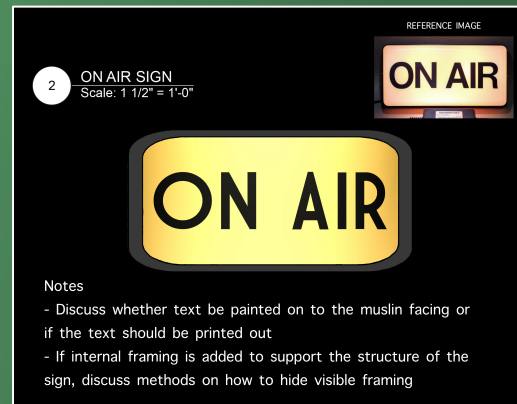 REFERENCE IMAGE
ON AIR
2
ON AIR SIGN
Scale: 1 1/2" = 1'-0"
ON AIR
Notes
- Discuss whether text be painted on to the muslin facing or
if the text should be printed out
- If internal framing is added to support the structure of the
sign, discuss methods on how to hide visible framing